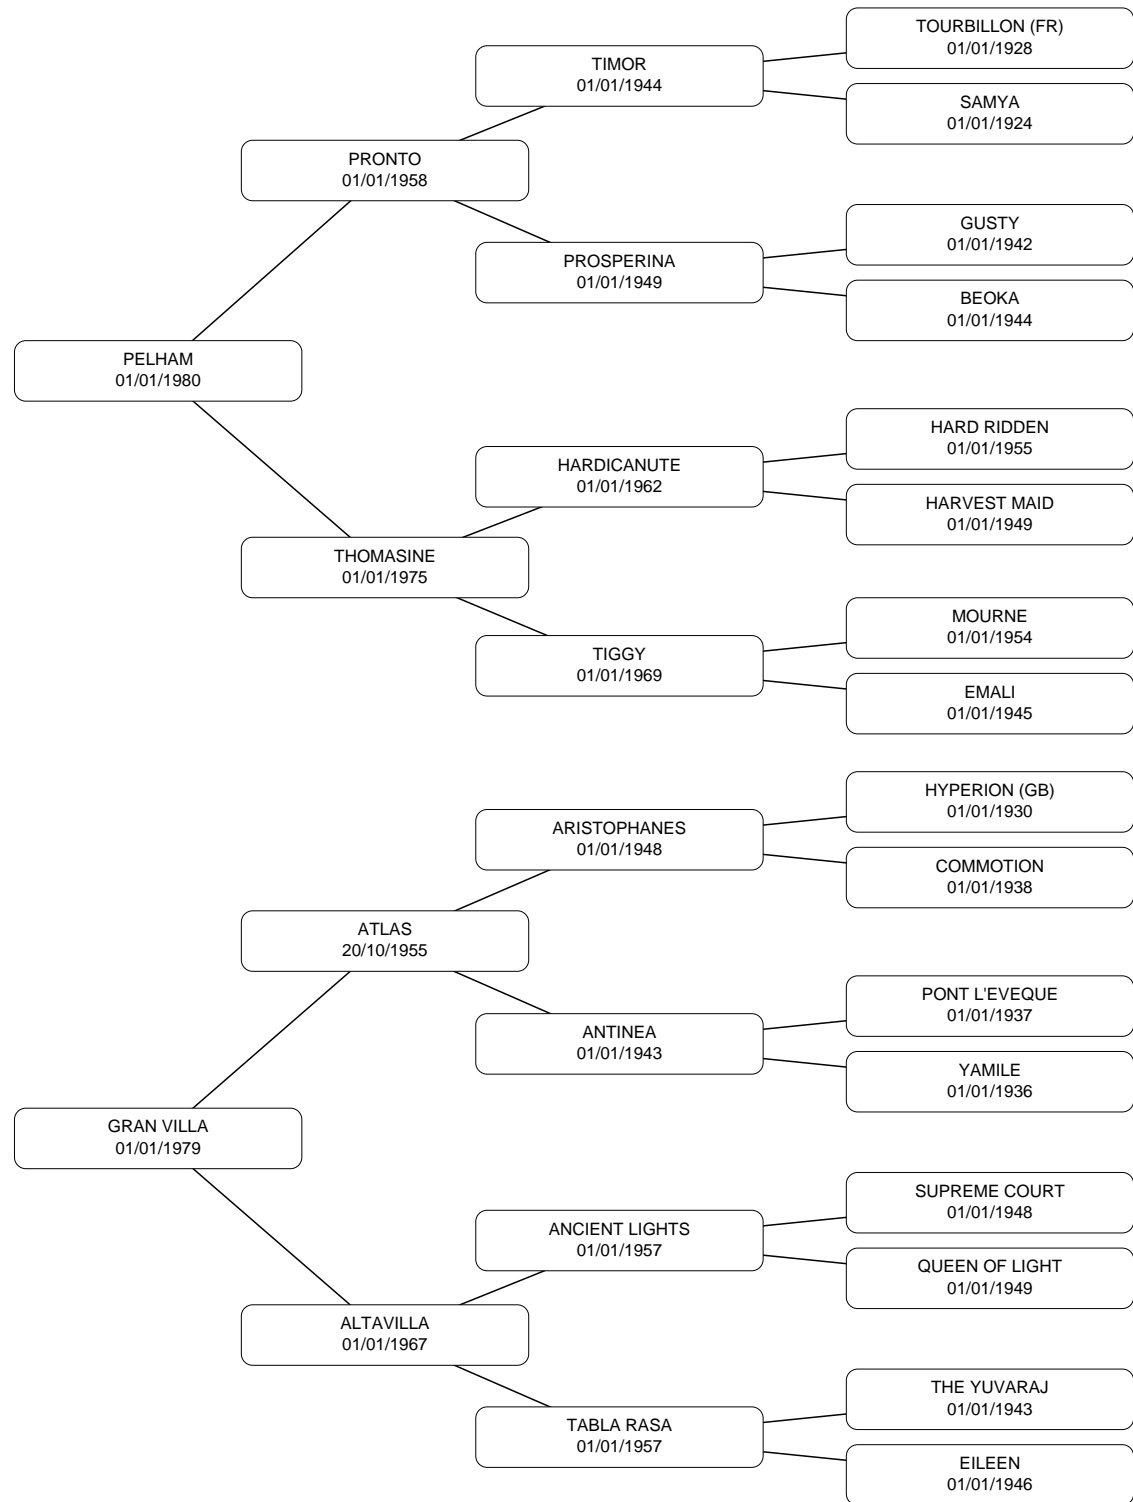 TOURBILLON (FR)
01/01/1928
TIMOR
01/01/1944
SAMYA
01/01/1924
PRONTO
01/01/1958
GUSTY
01/01/1942
PROSPERINA
01/01/1949
BEOKA
01/01/1944
PELHAM
01/01/1980
HARD RIDDEN
01/01/1955
HARDICANUTE
01/01/1962
HARVEST MAID
01/01/1949
THOMASINE
01/01/1975
MOURNE
01/01/1954
TIGGY
01/01/1969
EMALI
01/01/1945
HYPERION (GB)
01/01/1930
ARISTOPHANES
01/01/1948
COMMOTION
01/01/1938
ATLAS
20/10/1955
PONT L'EVEQUE
01/01/1937
ANTINEA
01/01/1943
YAMILE
01/01/1936
GRAN VILLA
01/01/1979
SUPREME COURT
01/01/1948
ANCIENT LIGHTS
01/01/1957
QUEEN OF LIGHT
01/01/1949
ALTAVILLA
01/01/1967
THE YUVARAJ
01/01/1943
TABLA RASA
01/01/1957
EILEEN
01/01/1946